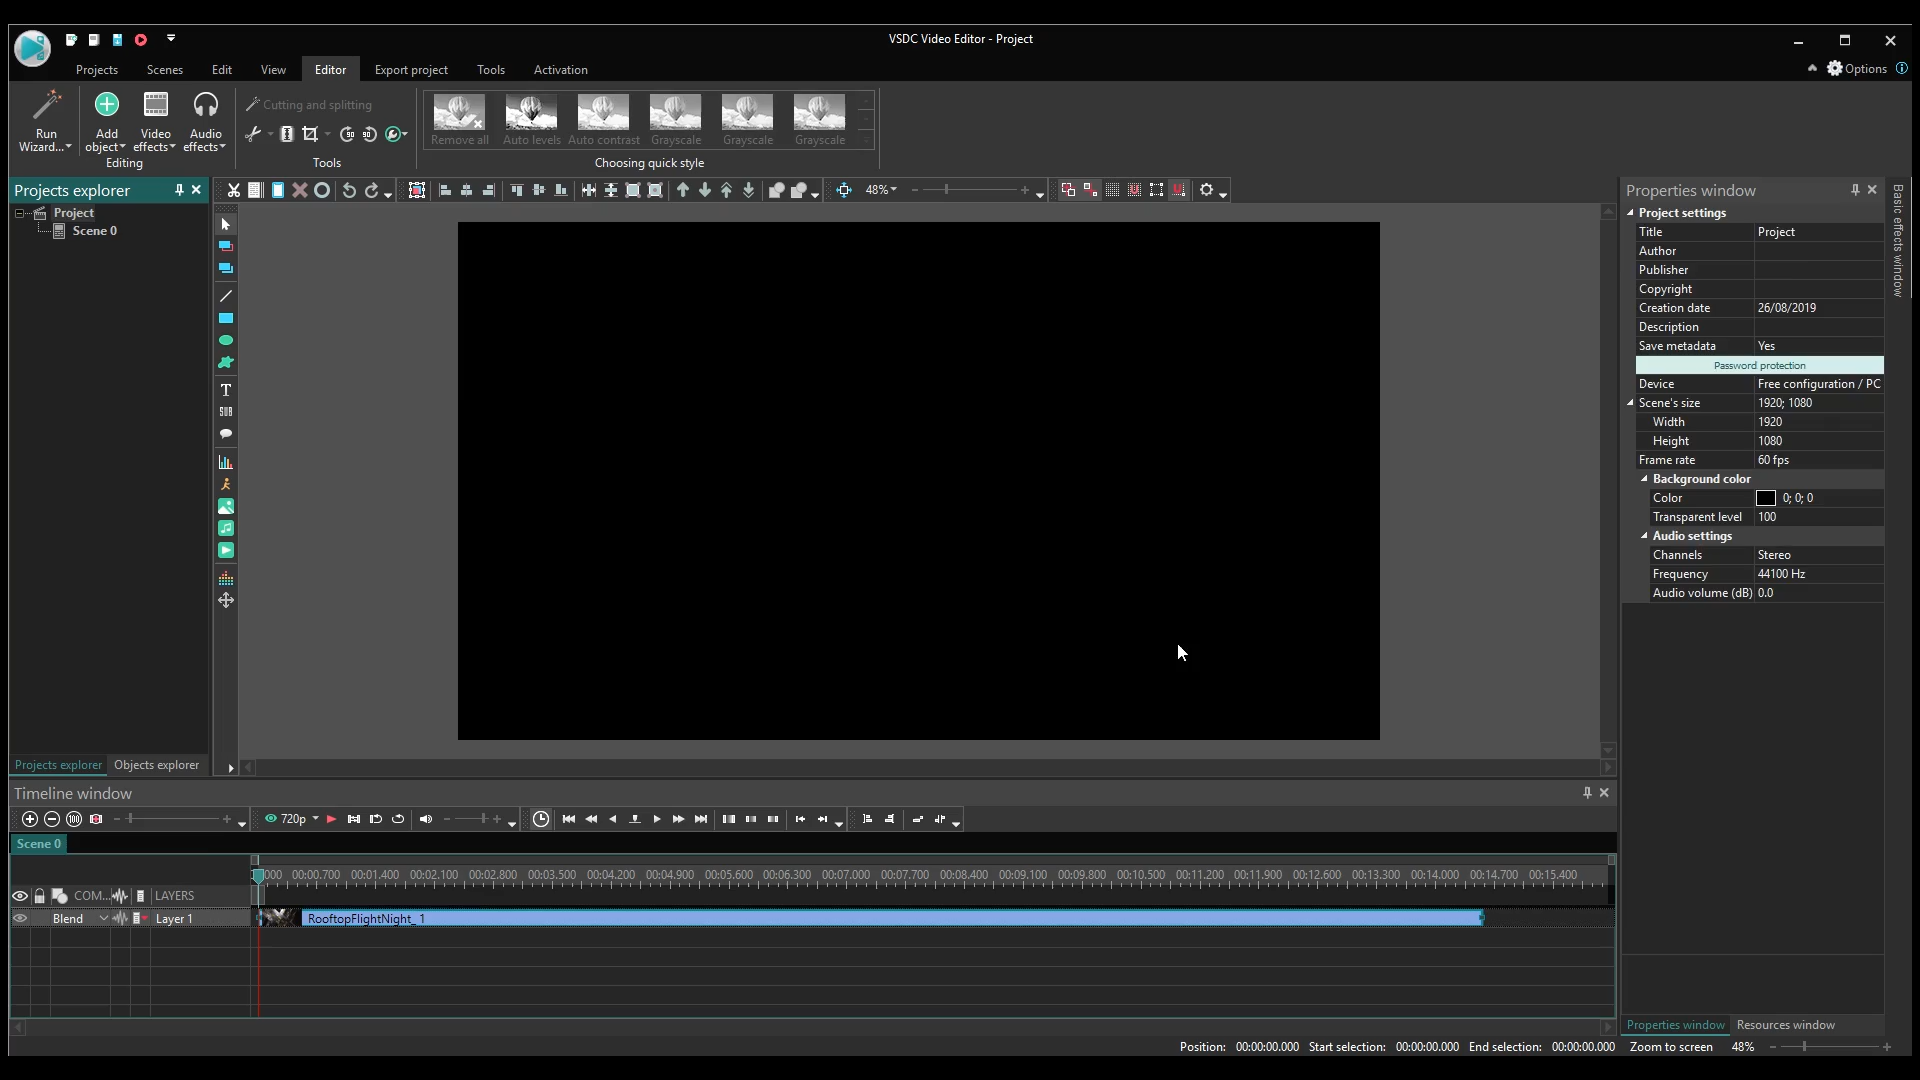 VSDC Video Editor - Project
Projects Scenes Edit View Editor Export project Tools Activation
Options
Run Wizard...
Add object
Video effects
Audio effects
Editing
Cutting and splitting
Tools
Remove all Auto levels Auto contrast Grayscale Grayscale Grayscale
Choosing quick style
Projects explorer
Project
Scene 0
48%
Properties window
Basic effects window
Project settings
Title Project
Author
Publisher
Copyright
Creation date 26/08/2019
Description
Save metadata Yes
Password protection
Device Free configuration / PC
Scene's size 1920; 1080
Width 1920
Height 1080
Frame rate 60 fps
Background color
Color 0; 0; 0
Transparent level 100
Audio settings
Channels Stereo
Frequency 44100 Hz
Audio volume (dB) 0.0
Projects explorer Objects explorer
Timeline window
720p
Scene 0
000 00:00.700 00:01.400 00:02.100 00:02.800 00:03.500 00:04.200 00:04.900 00:05.600 00:06.300 00:07.000 00:07.700 00:08.400 00:09.100 00:09.800 00:10.500 00:11.200 00:11.900 00:12.600 00:13.300 00:14.000 00:14.700 00:15.400
COM... LAYERS
Blend Layer 1 RooftopFlightNight_ 1
Properties window Resources window
Position: 00:00:00.000 Start selection: 00:00:00.000 End selection: 00:00:00.000 Zoom to screen 48%